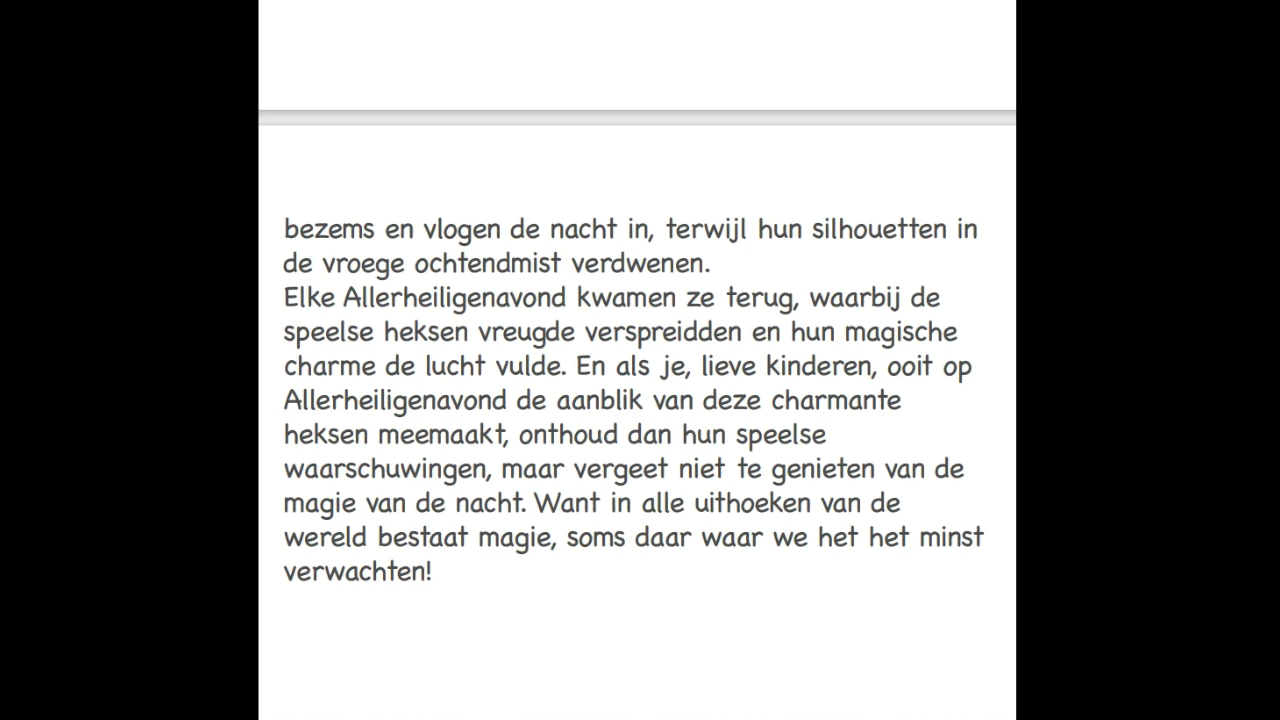 bezems en vlogen de nacht in, terwijl hun silhouetten in
de vroege ochtendmist verdwenen.
Elke Allerheiligenavond kwamen ze terug, waarbij de
speelse heksen vreugde verspreidden en hun magische
charme de lucht vulde. En als je, lieve kinderen, ooit op
Allerheiligenavond de aanblik van deze charmante
heksen meemaakt, onthoud dan hun speelse
waarschuwingen, maar vergeet niet te genieten van de
magie van de nacht. Want in alle uithoeken van de
wereld bestaat magie, soms daar waar we het het minst
verwachten!